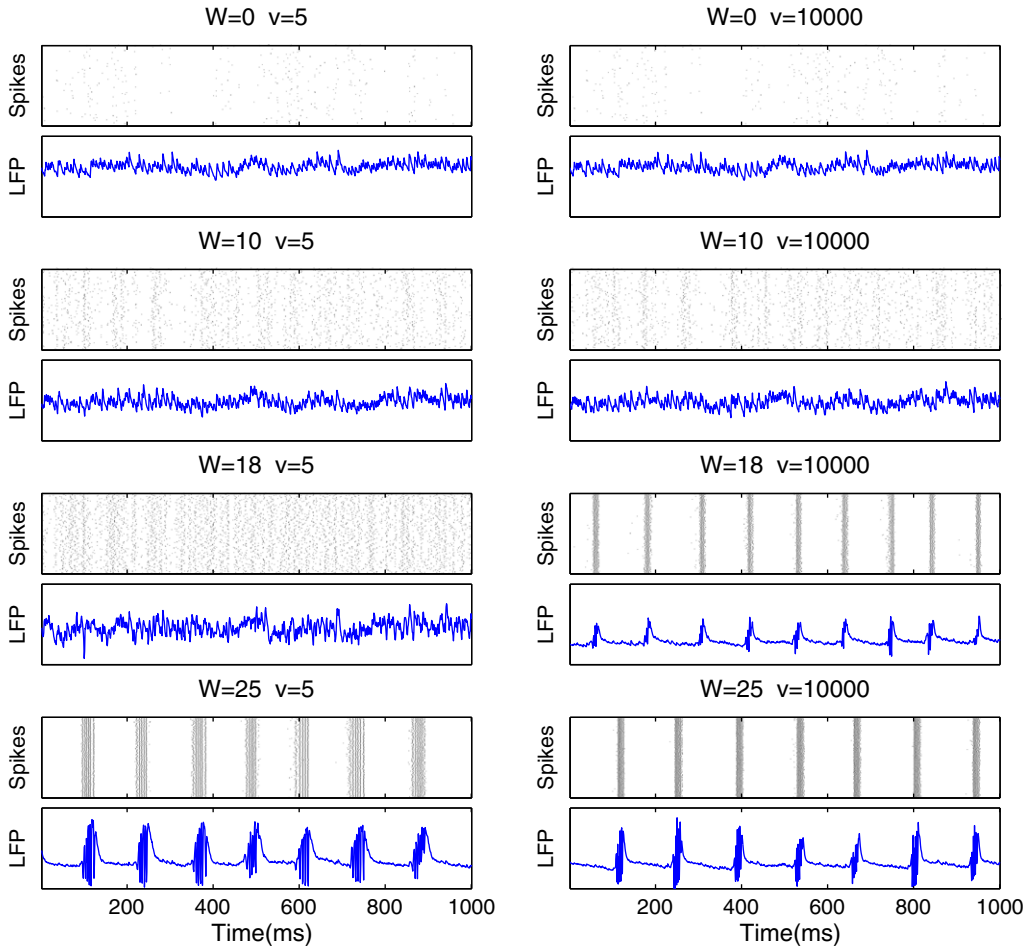 W=0 v=5
W=0 v=10000
Spikes
Spikes
LFP
LFP
W=10 v=5
W=10 v=10000
Spikes
Spikes
LFP
LFP
W=18 v=5
W=18 v=10000
Spikes
Spikes
LFP
LFP
W=25 v=5
W=25 v=10000
Spikes
Spikes
LFP
LFP
200 400 600 800 1000
200 400 600 800 1000
Time(ms)
Time(ms)